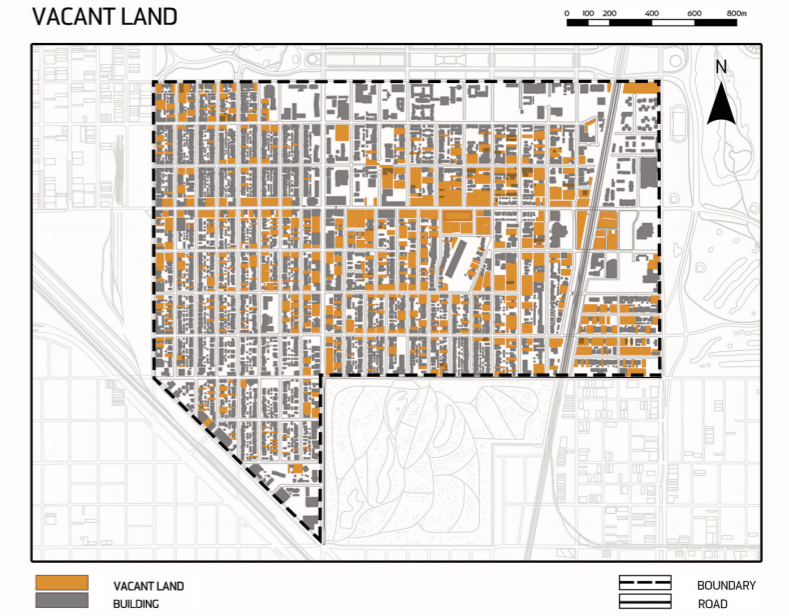 VACANT LAND
0 100 200 400 600 800m
N
VACANT LAND
BUILDING
BOUNDARY
ROAD